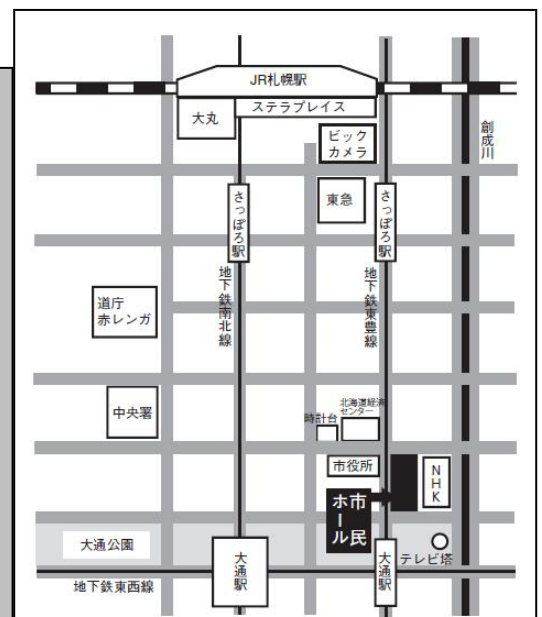 JR札幌駅
ステラプレイス
大丸
ビック
カメラ
創成川
東急
さっぽろ駅
さっぽろ駅
地下鉄南北線
地下鉄東豊線
道庁
赤レンガ
中央署
北海道経済
センター
時計台
市役所
NHK
市民
ホール
大通公園
大通駅
大通駅
テレビ塔
地下鉄東西線